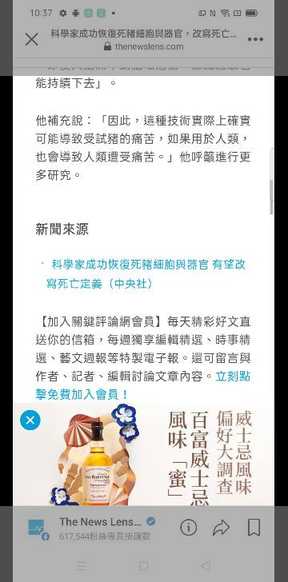 10:37
科學家成功恢復死豬細胞與器官，改寫死亡...
thenewslens.com
能持續下去」。
他補充說：「因此，這種技術實際上確實
可能導致受試豬的痛苦，如果用於人類，
也會導致人類遭受痛苦。」他呼籲進行更
多研究。
新聞來源
· 科學家成功恢復死豬細胞與器官 有望改
寫死亡定義（中央社）
【加入關鍵評論網會員】每天精彩好文直
送你的信箱，每週獨享編輯精選、時事精
選、藝文週報等特製電子報。還可留言與
作者、記者、編輯討論文章內容。立刻點
擊免費加入會員！
威士忌風味
偏好大調查
百富威士忌
風味「蜜」
The News Lens...
617,544粉絲專頁按讚數